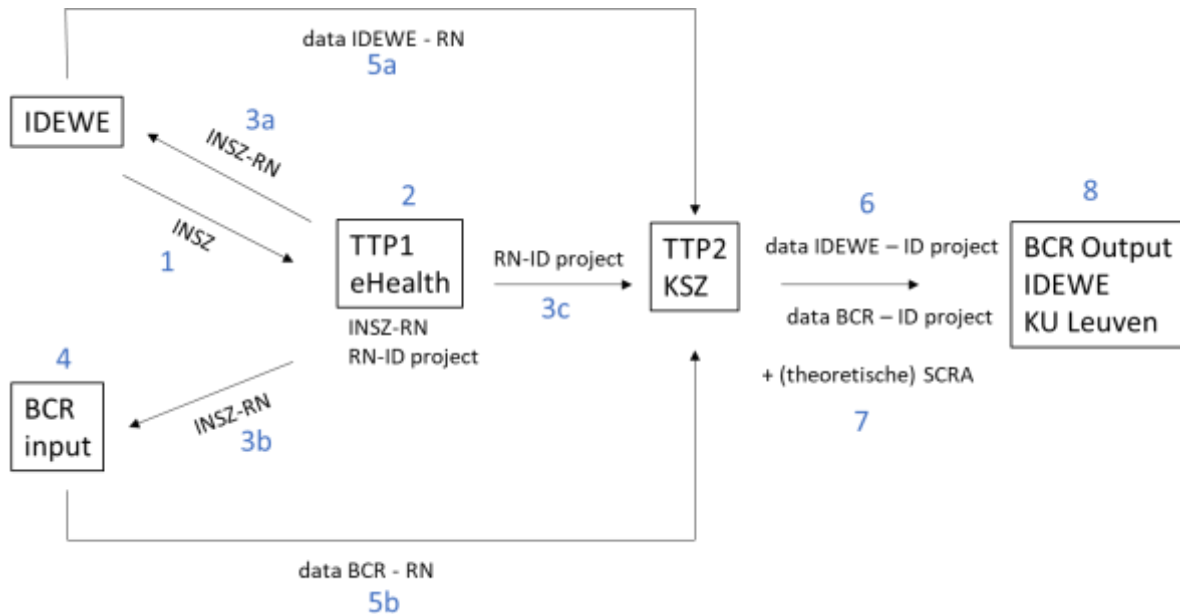 data IDEWE - RN
5a
IDEWE
3a
INSZ-RN
INSZ
1
2
TTP1
eHealth
INSZ-RN
RN-ID project
RN-ID project
3c
TTP2
KSZ
6
data IDEWE – ID project
data BCR – ID project
+ (theoretische) SCRA
7
8
BCR Output
IDEWE
KU Leuven
4
BCR
input
INSZ-RN
3b
data BCR - RN
5b